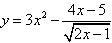 y = 3x² − (4x − 5)/√(2x − 1)